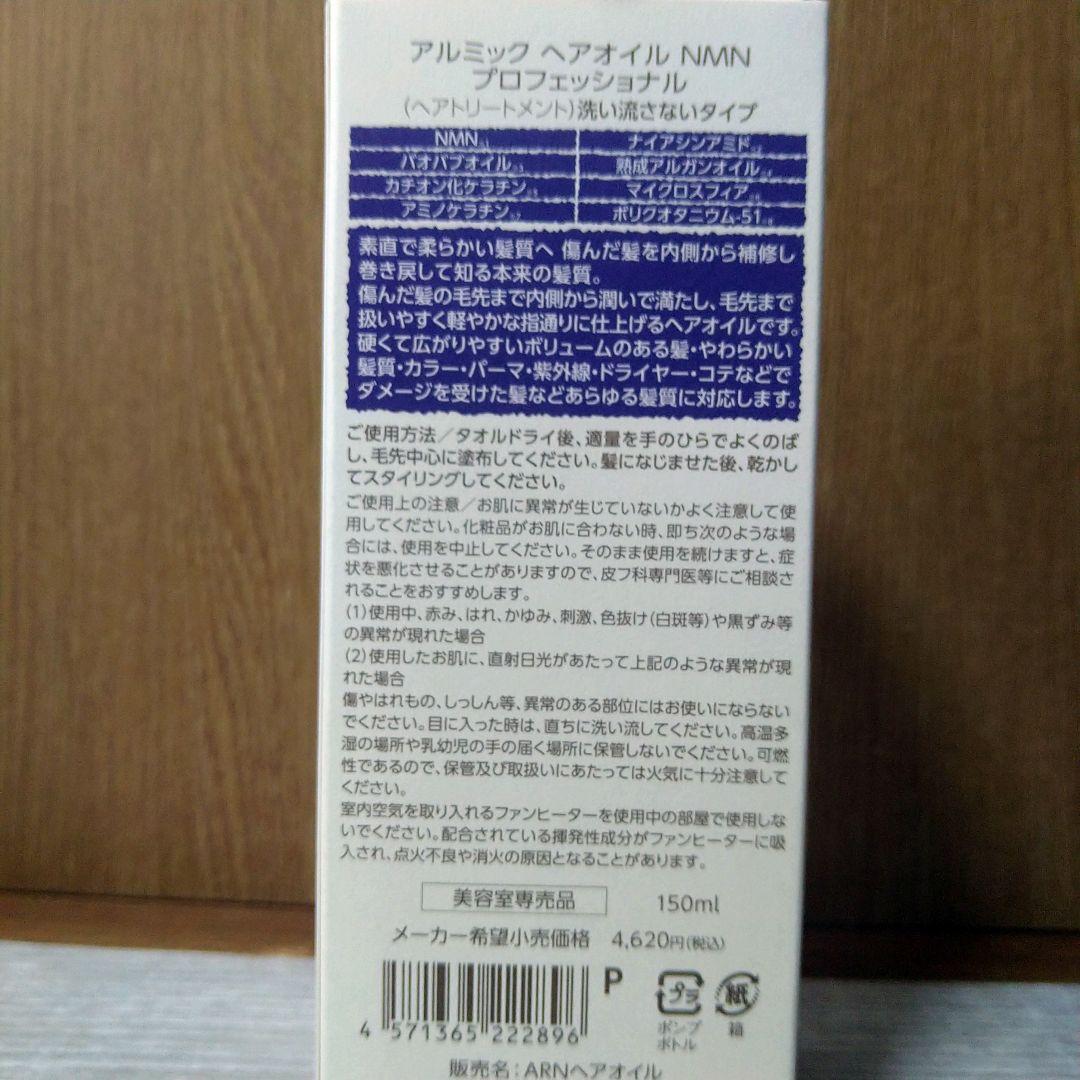 アルミック ヘアオイル NMN
プロフェッショナル
(ヘアトリートメント)洗い流さないタイプ
NMN※1 ナイアシンアミド※2
バオバブオイル※3 熟成アルガンオイル※4
カチオン化ケラチン※5 マイクロスフィア※6
アミノケラチン※7 ポリクオタニウム-51※8
素直で柔らかい髪質へ 傷んだ髪を内側から補修し
巻き戻して知る本来の髪質。
傷んだ髪の毛先まで内側から潤いで満たし、毛先まで
扱いやすく軽やかな指通りに仕上げるヘアオイルです。
硬くて広がりやすいボリュームのある髪・やわらかい
髪質・カラー・パーマ・紫外線・ドライヤー・コテなどで
ダメージを受けた髪などあらゆる髪質に対応します。
ご使用方法/タオルドライ後、適量を手のひらでよくのば
し、毛先中心に塗布してください。髪になじませた後、乾かし
てスタイリングしてください。
ご使用上の注意/お肌に異常が生じていないかよく注意して使
用してください。化粧品がお肌に合わない時、即ち次のような場
合には、使用を中止してください。そのまま使用を続けますと、症
状を悪化させることがありますので、皮フ科専門医等にご相談さ
れることをおすすめします。
(1)使用中、赤み、はれ、かゆみ、刺激、色抜け(白斑等)や黒ずみ等
の異常が現れた場合
(2)使用したお肌に、直射日光があたって上記のような異常が現
れた場合
傷やはれもの、しっしん等、異常のある部位にはお使いにならない
でください。目に入った時は、直ちに洗い流してください。高温多
湿の場所や乳幼児の手の届く場所に保管しないでください。可燃
性であるので、保管及び取扱いにあたっては火気に十分注意して
ください。
室内空気を取り入れるファンヒーターを使用中の部屋で使用しな
いでください。配合されている揮発性成分がファンヒーターに吸
入され、点火不良や消火の原因となることがあります。
美容室専売品 150ml
メーカー希望小売価格 4,620円(税込)
P プラ 紙
ポンプ 箱
ボトル
4 571365 222896
販売名:ARNヘアオイル